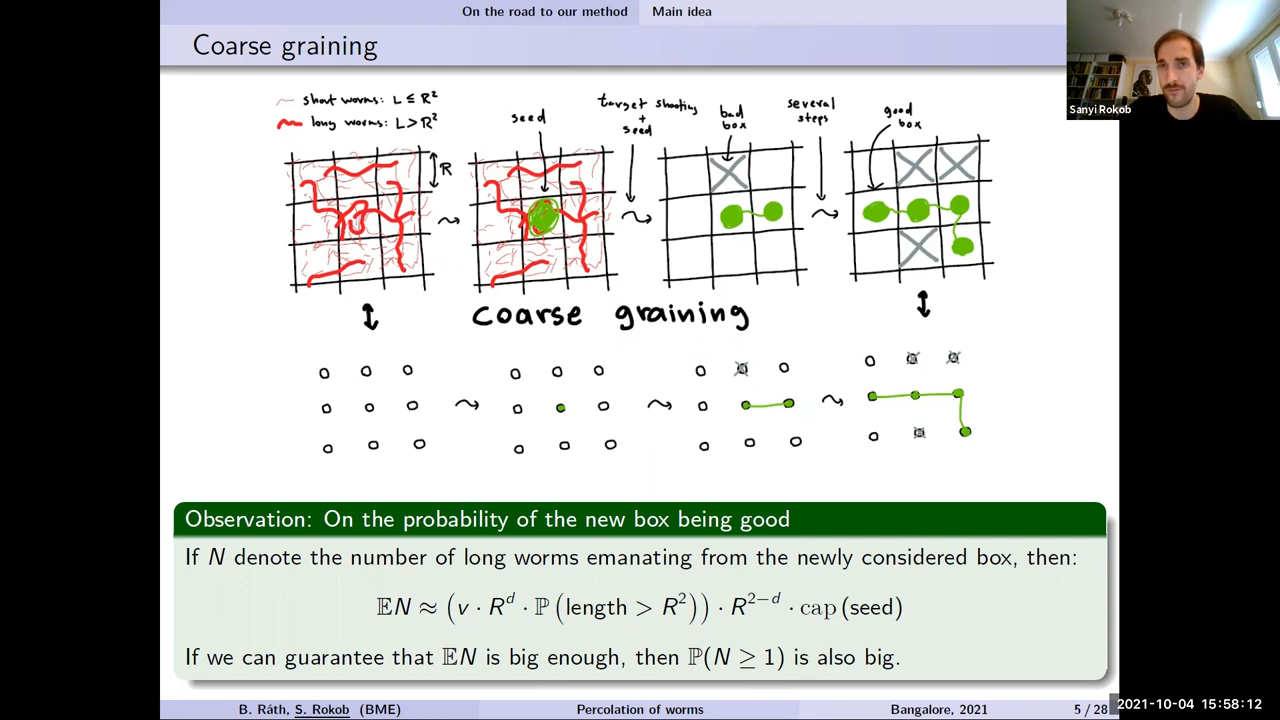 On the road to our method
Main idea
Coarse graining
Sanyi Rokob
short worms: L ≤ R²
long worms: L > R²
R
seed
target shooting
+
seed
bad
box
several
steps
good
box
coarse graining
Observation: On the probability of the new box being good
If N denote the number of long worms emanating from the newly considered box, then:
𝔼N ≈ (v · R^d · ℙ(length > R²)) · R^{2−d} · cap(seed)
If we can guarantee that 𝔼N is big enough, then ℙ(N ≥ 1) is also big.
B. Ráth, S. Rokob (BME)
Percolation of worms
Bangalore, 2021
5 / 28
2021-10-04 15:58:12